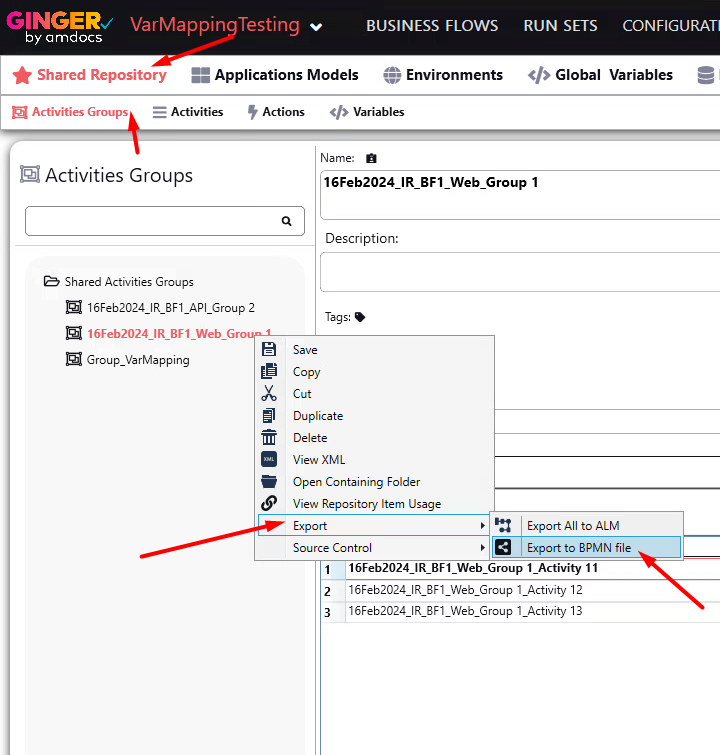 GINGER
by amdocs
VarMappingTesting
BUSINESS FLOWS
RUN SETS
CONFIGURATI
Shared Repository
Applications Models
Environments
Global Variables
Activities Groups
Activities
Actions
Variables
Activities Groups
Shared Activities Groups
16Feb2024_IR_BF1_API_Group 2
16Feb2024_IR_BF1_Web_Group 1
Group_VarMapping
Name:
16Feb2024_IR_BF1_Web_Group 1
Description:
Tags:
Save
Copy
Cut
Duplicate
Delete
XML
View XML
Open Containing Folder
View Repository Item Usage
Export
Source Control
Export All to ALM
Export to BPMN file
1 16Feb2024_IR_BF1_Web_Group 1_Activity 11
2 16Feb2024_IR_BF1_Web_Group 1_Activity 12
3 16Feb2024_IR_BF1_Web_Group 1_Activity 13